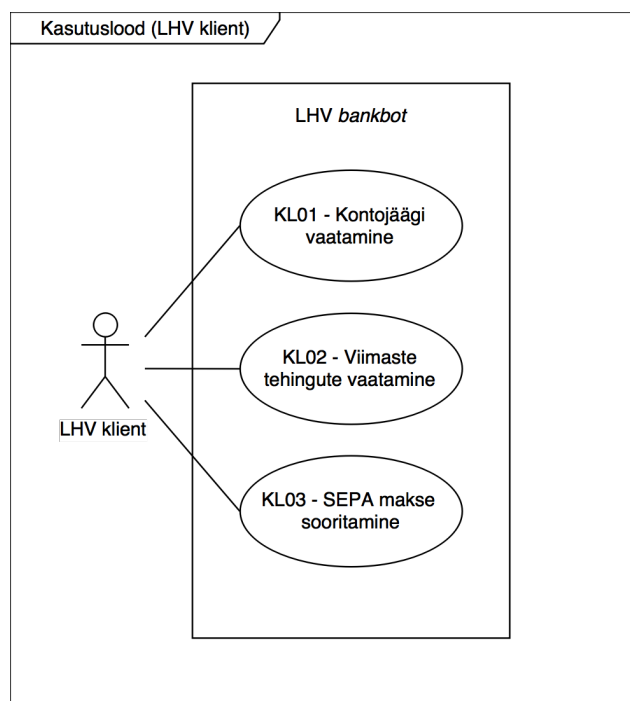 Kasutuslood (LHV klient)
LHV bankbot
KL01 - Kontojäägi
vaatamine
KL02 - Viimaste
tehingute vaatamine
LHV klient
KL03 - SEPA makse
sooritamine